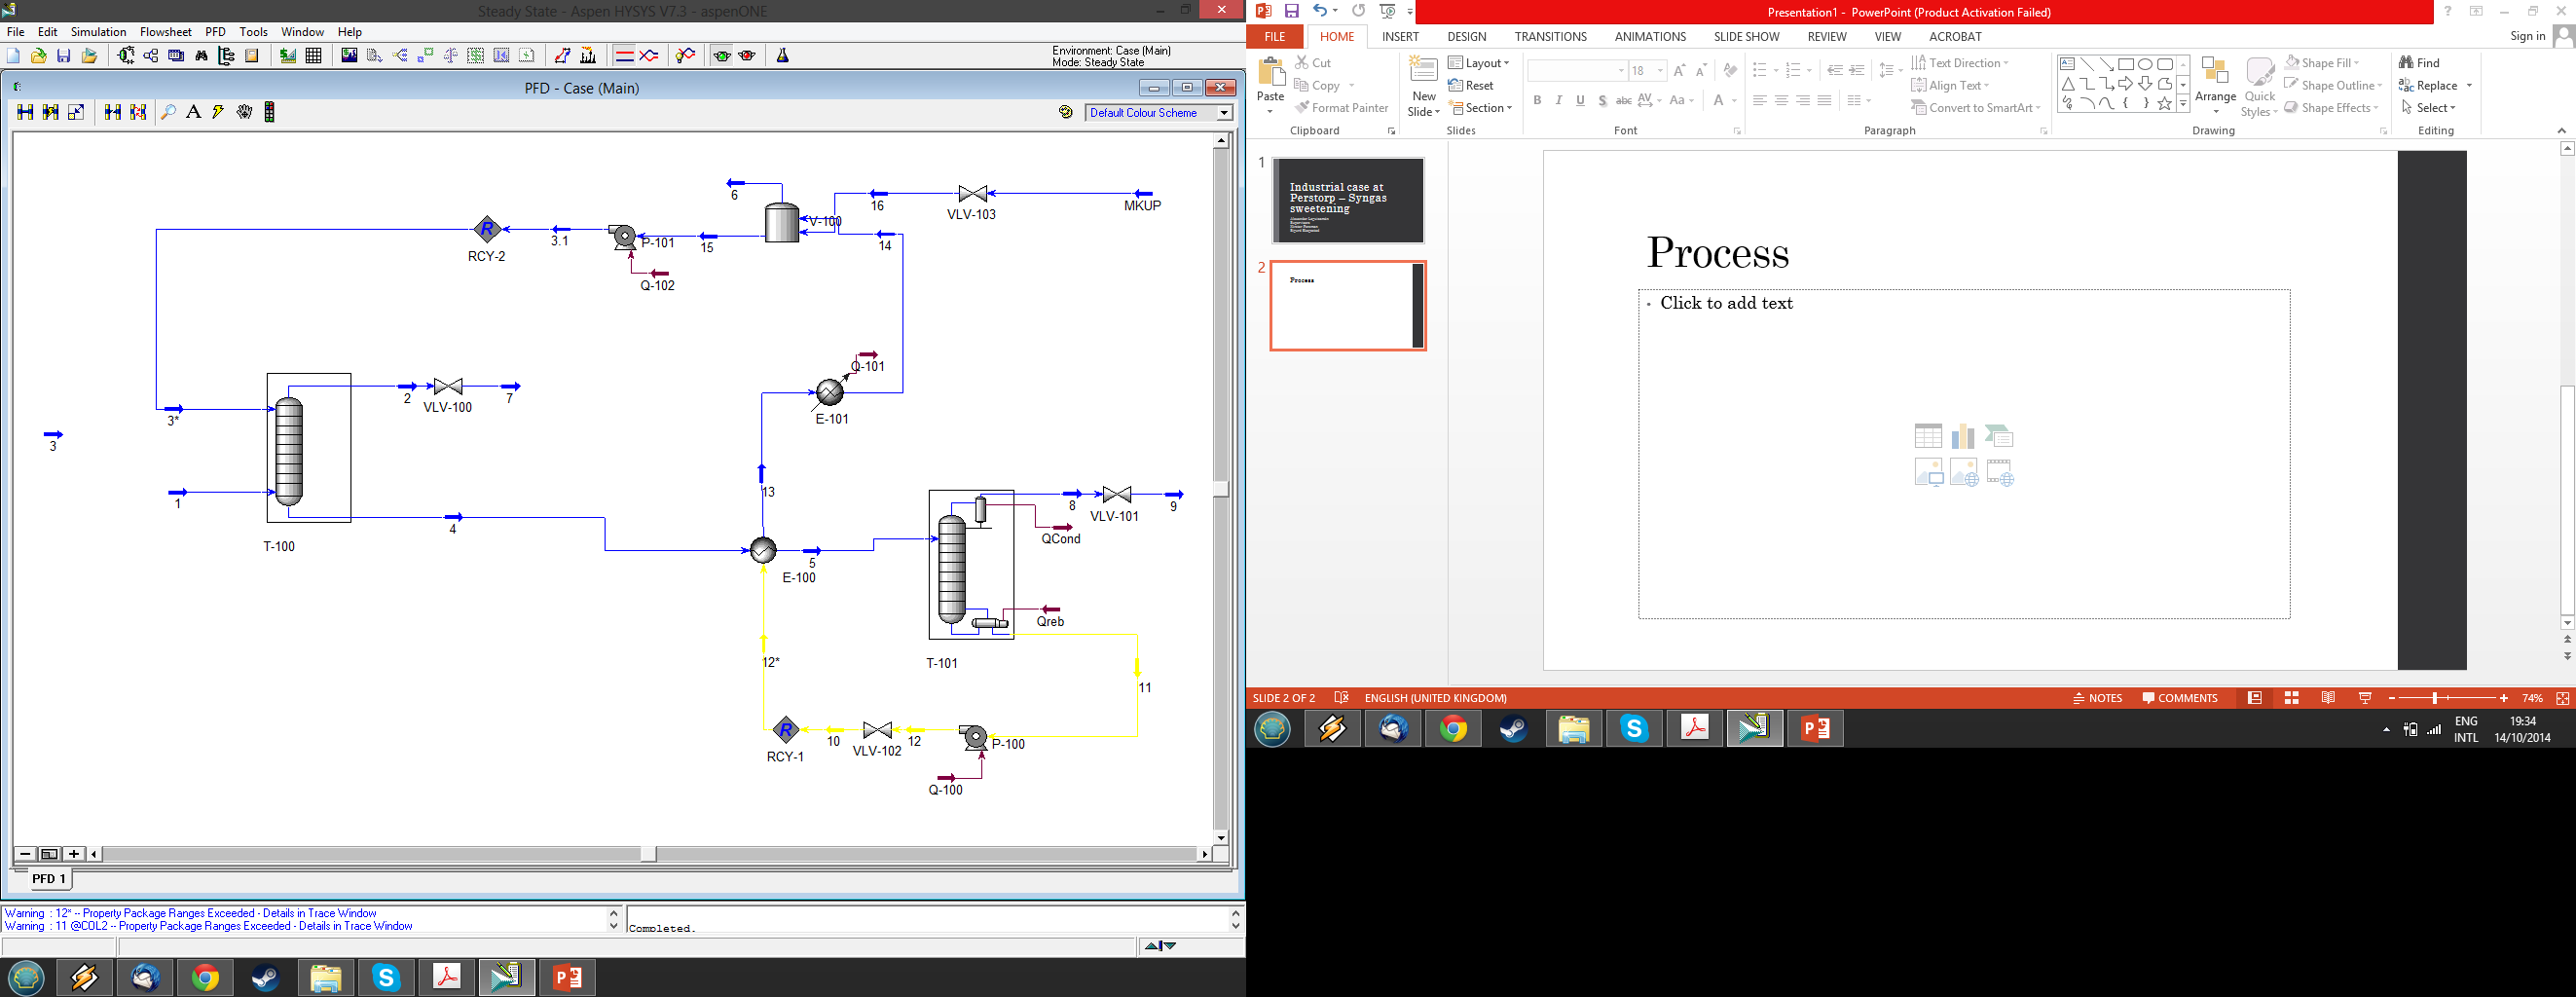 Steady State - Aspen HYSYS V7.3 - aspenONE
File Edit Simulation Flowsheet PFD Tools Window Help
Environment: Case (Main)
Mode: Steady State
PFD - Case (Main)
A
Default Colour Scheme
6
16
VLV-103
MKUP
V-100
14
15
P-101
3.1
RCY-2
R
Q-102
Q-101
E-101
2
VLV-100
7
3*
3
1
T-100
4
13
E-100
5
8
VLV-101
9
QCond
Qreb
T-101
11
12*
R
RCY-1
10
VLV-102
12
P-100
Q-100
PFD 1
Warning : 12* -- Property Package Ranges Exceeded - Details in Trace Window
Warning : 11 @COL2 -- Property Package Ranges Exceeded - Details in Trace Window
Completed.
Presentation1 - PowerPoint (Product Activation Failed)
FILE HOME INSERT DESIGN TRANSITIONS ANIMATIONS SLIDE SHOW REVIEW VIEW ACROBAT
Sign in
Paste
Cut
Copy
Format Painter
Clipboard
New Slide
Layout
Reset
Section
Slides
18
B I U S abc AV Aa A
Font
Text Direction
Align Text
Convert to SmartArt
Paragraph
Arrange
Quick Styles
Shape Fill
Shape Outline
Shape Effects
Drawing
Find
Replace
Select
Editing
1
Industrial case at
Perstorp – Syngas
sweetening
2
Process
Process
Click to add text
SLIDE 2 OF 2
ENGLISH (UNITED KINGDOM)
NOTES
COMMENTS
74%
ENG
INTL
19:34
14/10/2014